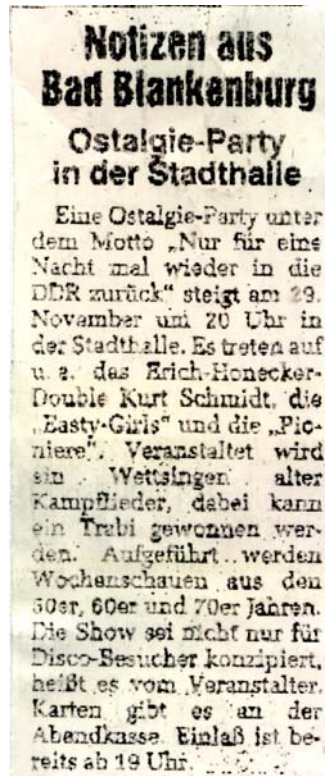 Notizen aus
Bad Blankenburg
Ostalgie-Party
in der Stadthalle
Eine Ostalgie-Party unter
dem Motto „Nur für eine
Nacht mal wieder in die
DDR zurück“ steigt am 29.
November um 20 Uhr in
der Stadthalle. Es treten auf
u. a. das Erich-Honecker-
Double Kurt Schmidt, die
„Easty-Girls“ und die „Pio-
niere“. Veranstaltet wird
ein Wettsingen alter
Kampflieder, dabei kann
ein Trabi gewonnen wer-
den. Aufgeführt werden
Wochenschauen aus den
50er, 60er und 70er Jahren.
Die Show sei nicht nur für
Disco-Besucher konzipiert,
heißt es vom Veranstalter.
Karten gibt es an der
Abendkasse. Einlaß ist be-
reits ab 19 Uhr.